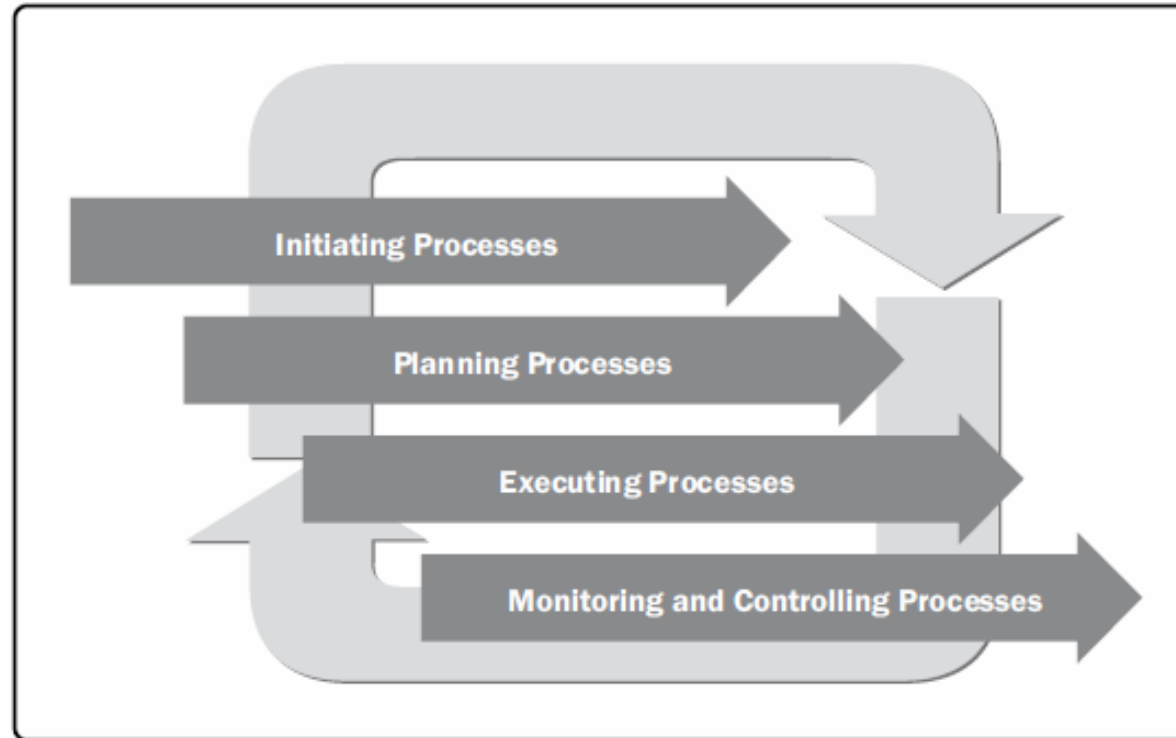 Initiating Processes
Planning Processes
Executing Processes
Monitoring and Controlling Processes